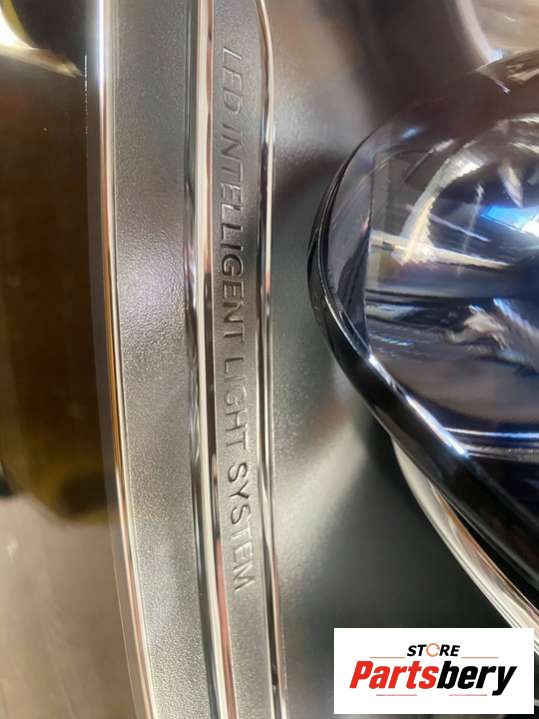 LED INTELLIGENT LIGHT SYSTEM
STORE
Partsbery